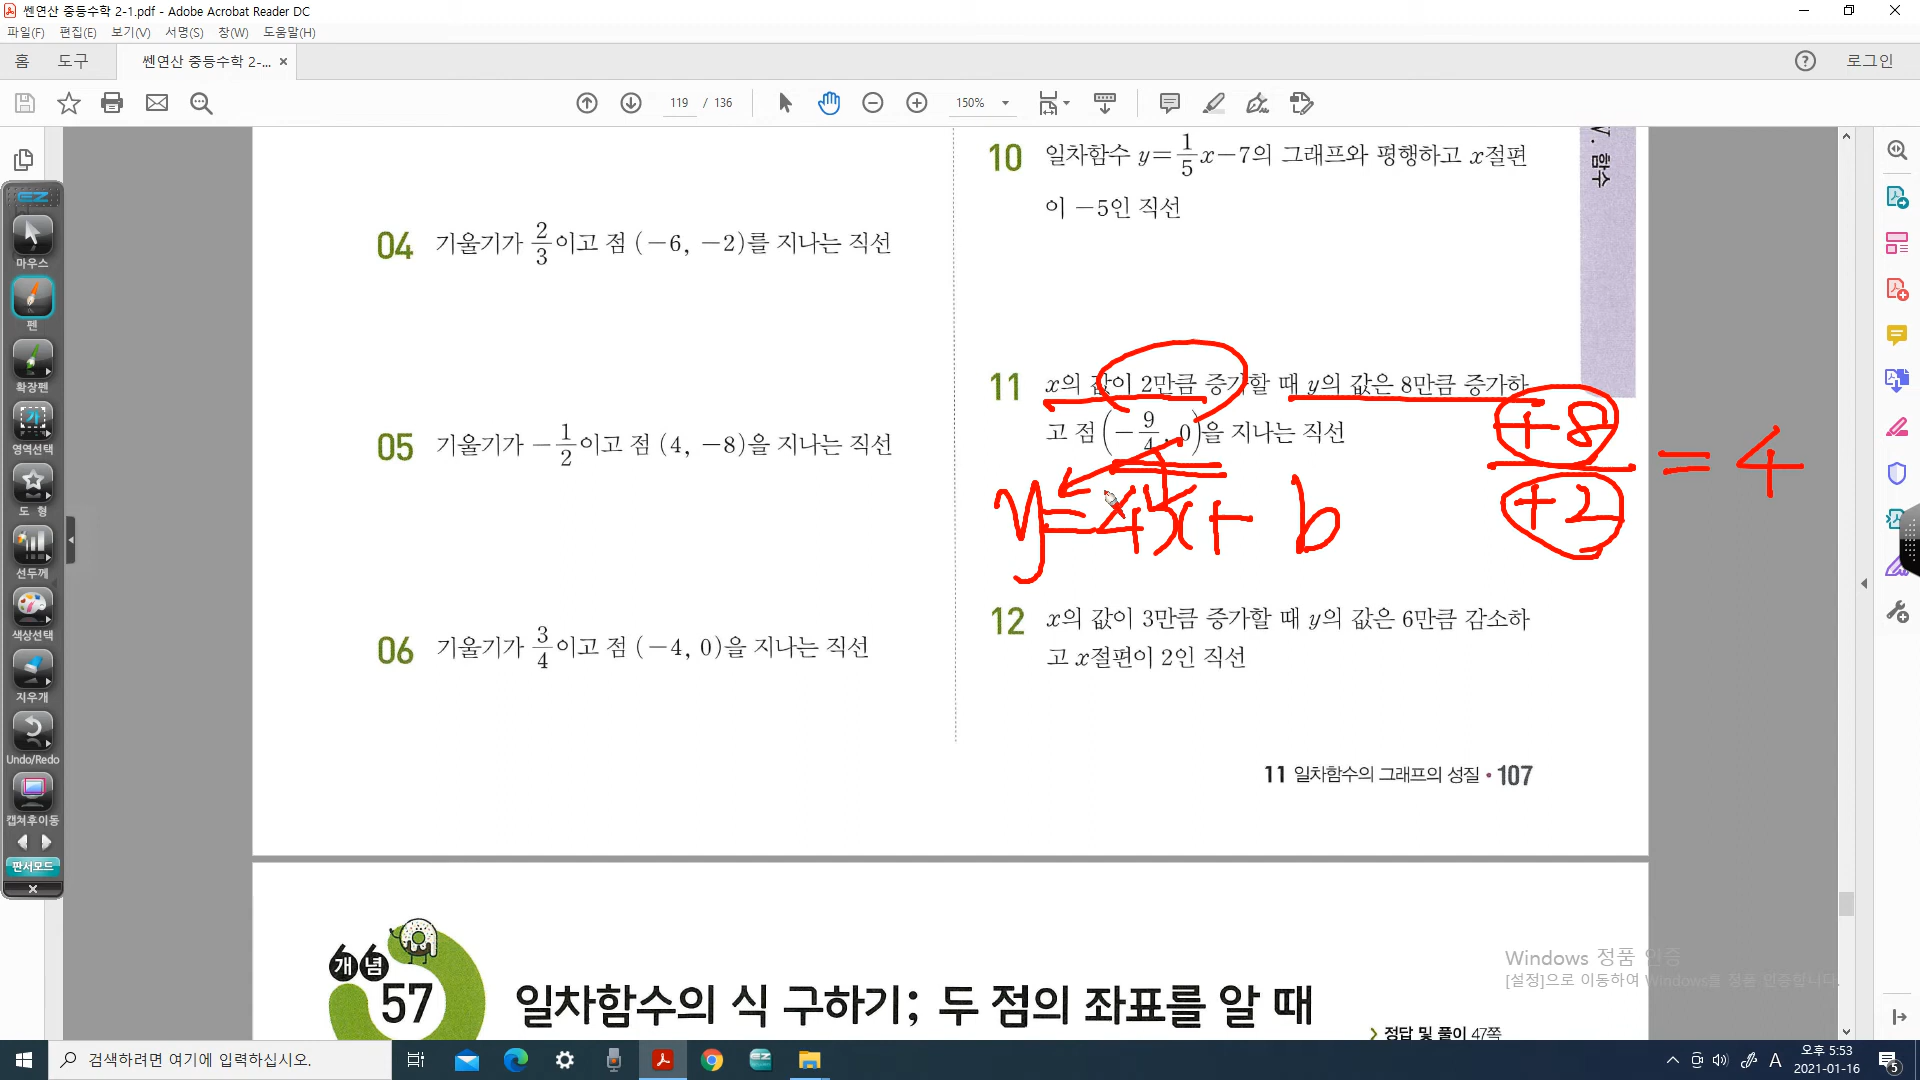 쎈연산 중등수학 2-1.pdf - Adobe Acrobat Reader DC
파일(F) 편집(E) 보기(V) 서명(S) 창(W) 도움말(H)
홈 도구 쎈연산 중등수학 2-... × 로그인
119 / 136 150%
EZ
마우스
펜
확장펜
영역선택
도 형
선두께
색상선택
지우개
Undo/Redo
캡쳐후이동
판서모드
x
04 기울기가 2/3이고 점 (−6, −2)를 지나는 직선
05 기울기가 −1/2이고 점 (4, −8)을 지나는 직선
06 기울기가 3/4이고 점 (−4, 0)을 지나는 직선
10 일차함수 y=1/5x−7의 그래프와 평행하고 x절편
이 −5인 직선
11 x의 값이 2만큼 증가할 때 y의 값은 8만큼 증가하
고 점 (−9/4, 0)을 지나는 직선
+8/+2 = 4
y=4x+ b
12 x의 값이 3만큼 증가할 때 y의 값은 6만큼 감소하
고 x절편이 2인 직선
11 일차함수의 그래프의 성질 • 107
Ⅳ. 함수
개념
57
일차함수의 식 구하기; 두 점의 좌표를 알 때
정답 및 풀이 47쪽
Windows 정품 인증
[설정]으로 이동하여 Windows를 정품 인증합니다.
검색하려면 여기에 입력하십시오.
EZ
A
오후 5:53
2021-01-16
5